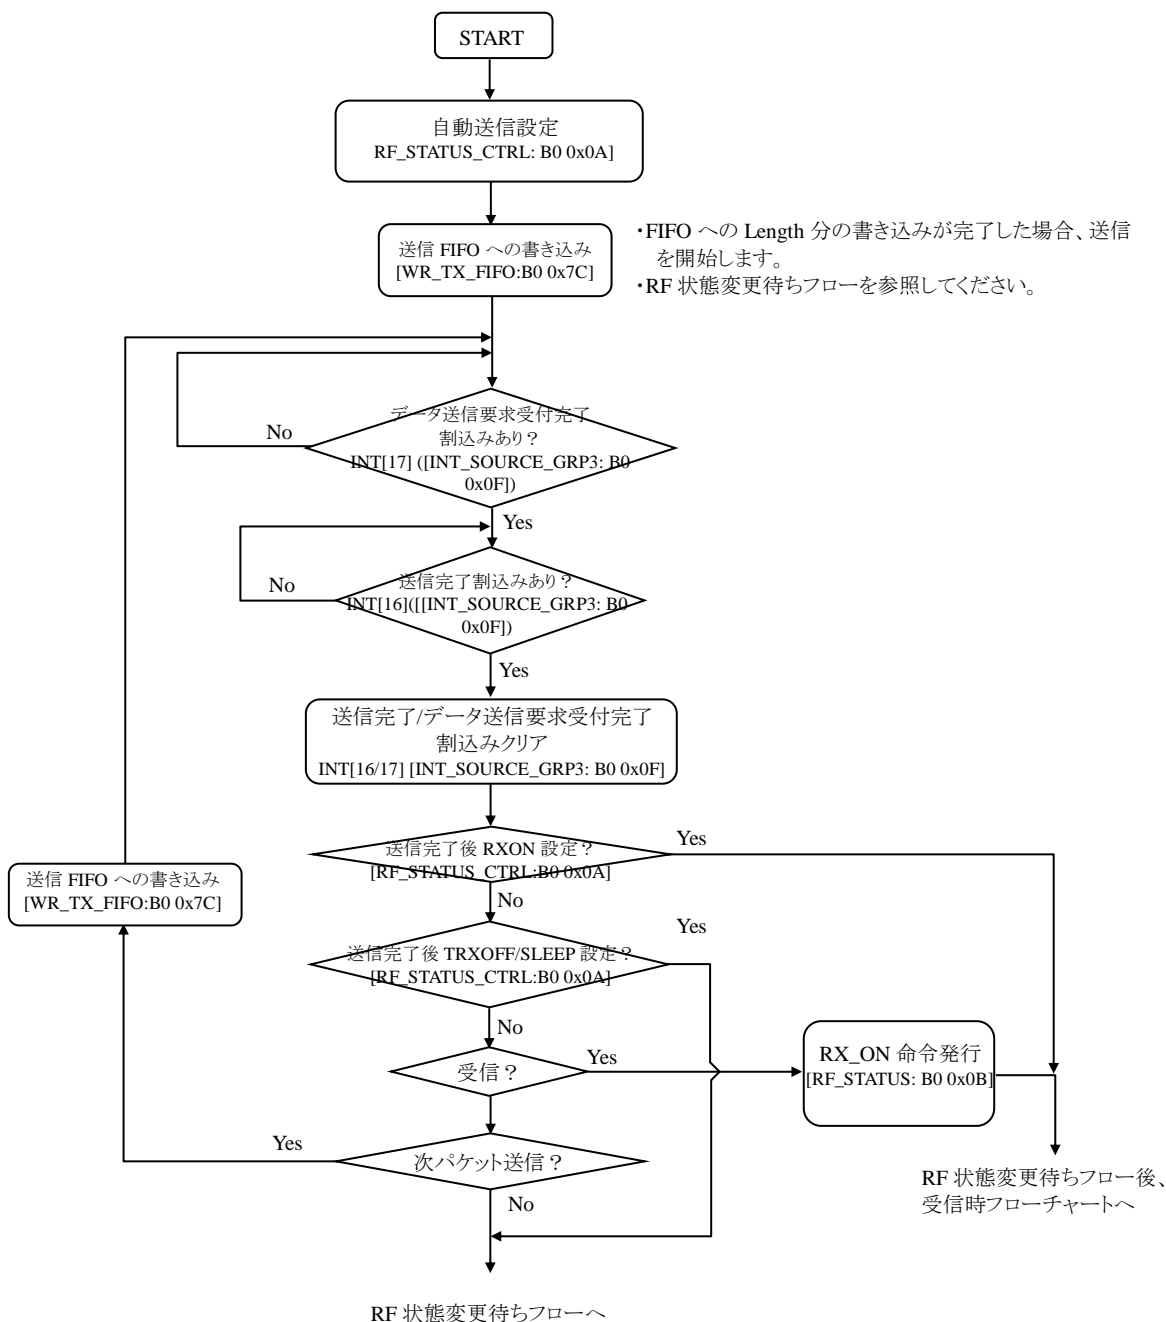 START
自動送信設定
RF_STATUS_CTRL: B0 0x0A]
送信 FIFO への書き込み
[WR_TX_FIFO:B0 0x7C]
・FIFO への Length 分の書き込みが完了した場合、送信
を開始します。
・RF 状態変更待ちフローを参照してください。
データ送信要求受付完了
割込みあり？
INT[17] ([INT_SOURCE_GRP3: B0
0x0F])
No
Yes
送信完了割込みあり？
INT[16]([[INT_SOURCE_GRP3: B0
0x0F])
No
Yes
送信完了/データ送信要求受付完了
割込みクリア
INT[16/17] [INT_SOURCE_GRP3: B0 0x0F]
送信完了後 RXON 設定？
[RF_STATUS_CTRL:B0 0x0A]
Yes
No
送信 FIFO への書き込み
[WR_TX_FIFO:B0 0x7C]
送信完了後 TRXOFF/SLEEP 設定？
[RF_STATUS_CTRL:B0 0x0A]
Yes
No
受信？
Yes
RX_ON 命令発行
[RF_STATUS: B0 0x0B]
次パケット送信？
Yes
No
RF 状態変更待ちフロー後、
受信時フローチャートへ
RF 状態変更待ちフローへ